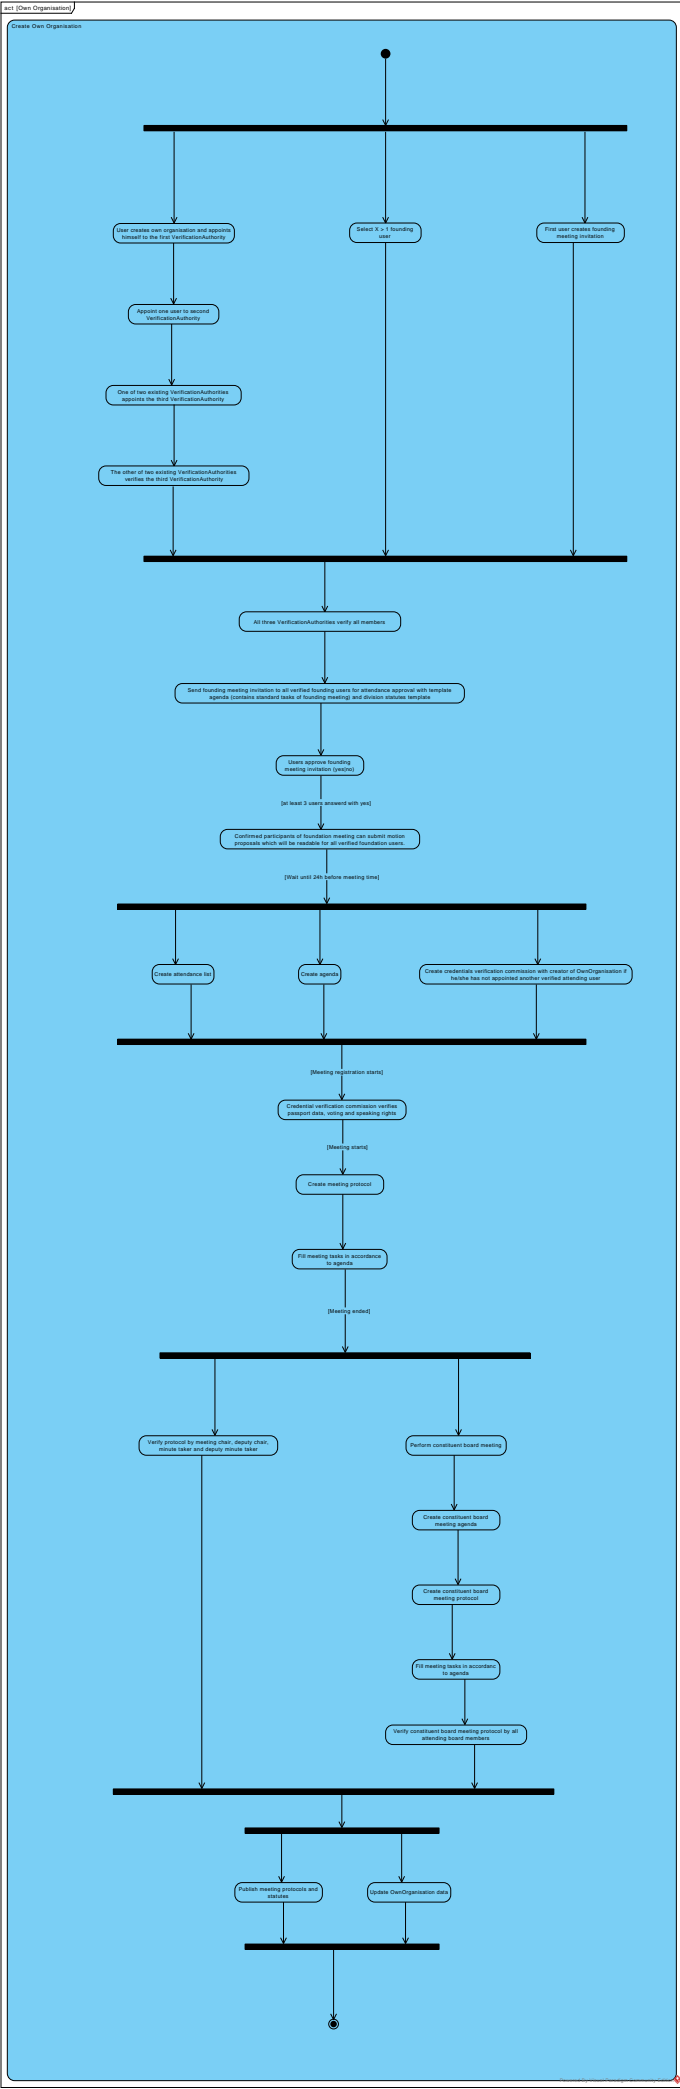 act [Own Organisation]
Create Own Organisation
User creates own organisation and appoints
himself to the first VerificationAuthority
Select X > 1 founding
user
First user creates founding
meeting invitation
Appoint one user to second
VerificationAuthority
One of two existing VerificationAuthorities
appoints the third VerificationAuthority
The other of two existing VerificationAuthorities
verifies the third VerificationAuthority
All three VerificationAuthorities verify all members
Send founding meeting invitation to all verified founding users for attendance approval with template
agenda (contains standard tasks of founding meeting) and division statutes template
Users approve founding
meeting invitation (yes|no)
[at least 3 users answerd with yes]
Confirmed participants of foundation meeting can submit motion
proposals which will be readable for all verified foundation users.
[Wait until 24h before meeting time]
Create attendance list
Create agenda
Create credentials verification commission with creator of OwnOrganisation if
he/she has not appointed another verified attending user
[Meeting registration starts]
Credential verification commission verifies
passport data, voting and speaking rights
[Meeting starts]
Create meeting protocol
Fill meeting tasks in accordance
to agenda
[Meeting ended]
Verify protocol by meeting chair, deputy chair,
minute taker and deputy minute taker
Perform constituent board meeting
Create constituent board
meeting agenda
Create constituent board
meeting protocol
Fill meeting tasks in accordanc
to agenda
Verify constituent board meeting protocol by all
attending board members
Publish meeting protocols and
statutes
Update OwnOrganisation data